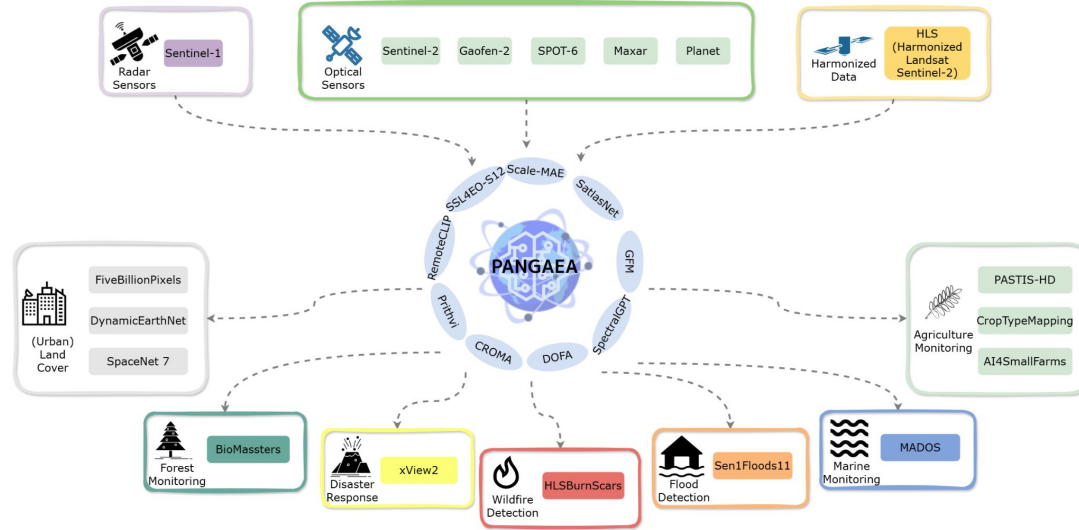 Radar
Sensors
Sentinel-1
Optical
Sensors
Sentinel-2
Gaofen-2
SPOT-6
Maxar
Planet
Harmonized
Data
HLS
(Harmonized
Landsat
Sentinel-2)
SSL4EO-S12
Scale-MAE
SatlasNet
RemoteCLIP
GFM
PANGAEA
Prithvi
SpectralGPT
CROMA
DOFA
(Urban)
Land
Cover
FiveBillionPixels
DynamicEarthNet
SpaceNet 7
Agriculture
Monitoring
PASTIS-HD
CropTypeMapping
AI4SmallFarms
Forest
Monitoring
BioMassters
Disaster
Response
xView2
Wildfire
Detection
HLSBurnScars
Flood
Detection
Sen1Floods11
Marine
Monitoring
MADOS